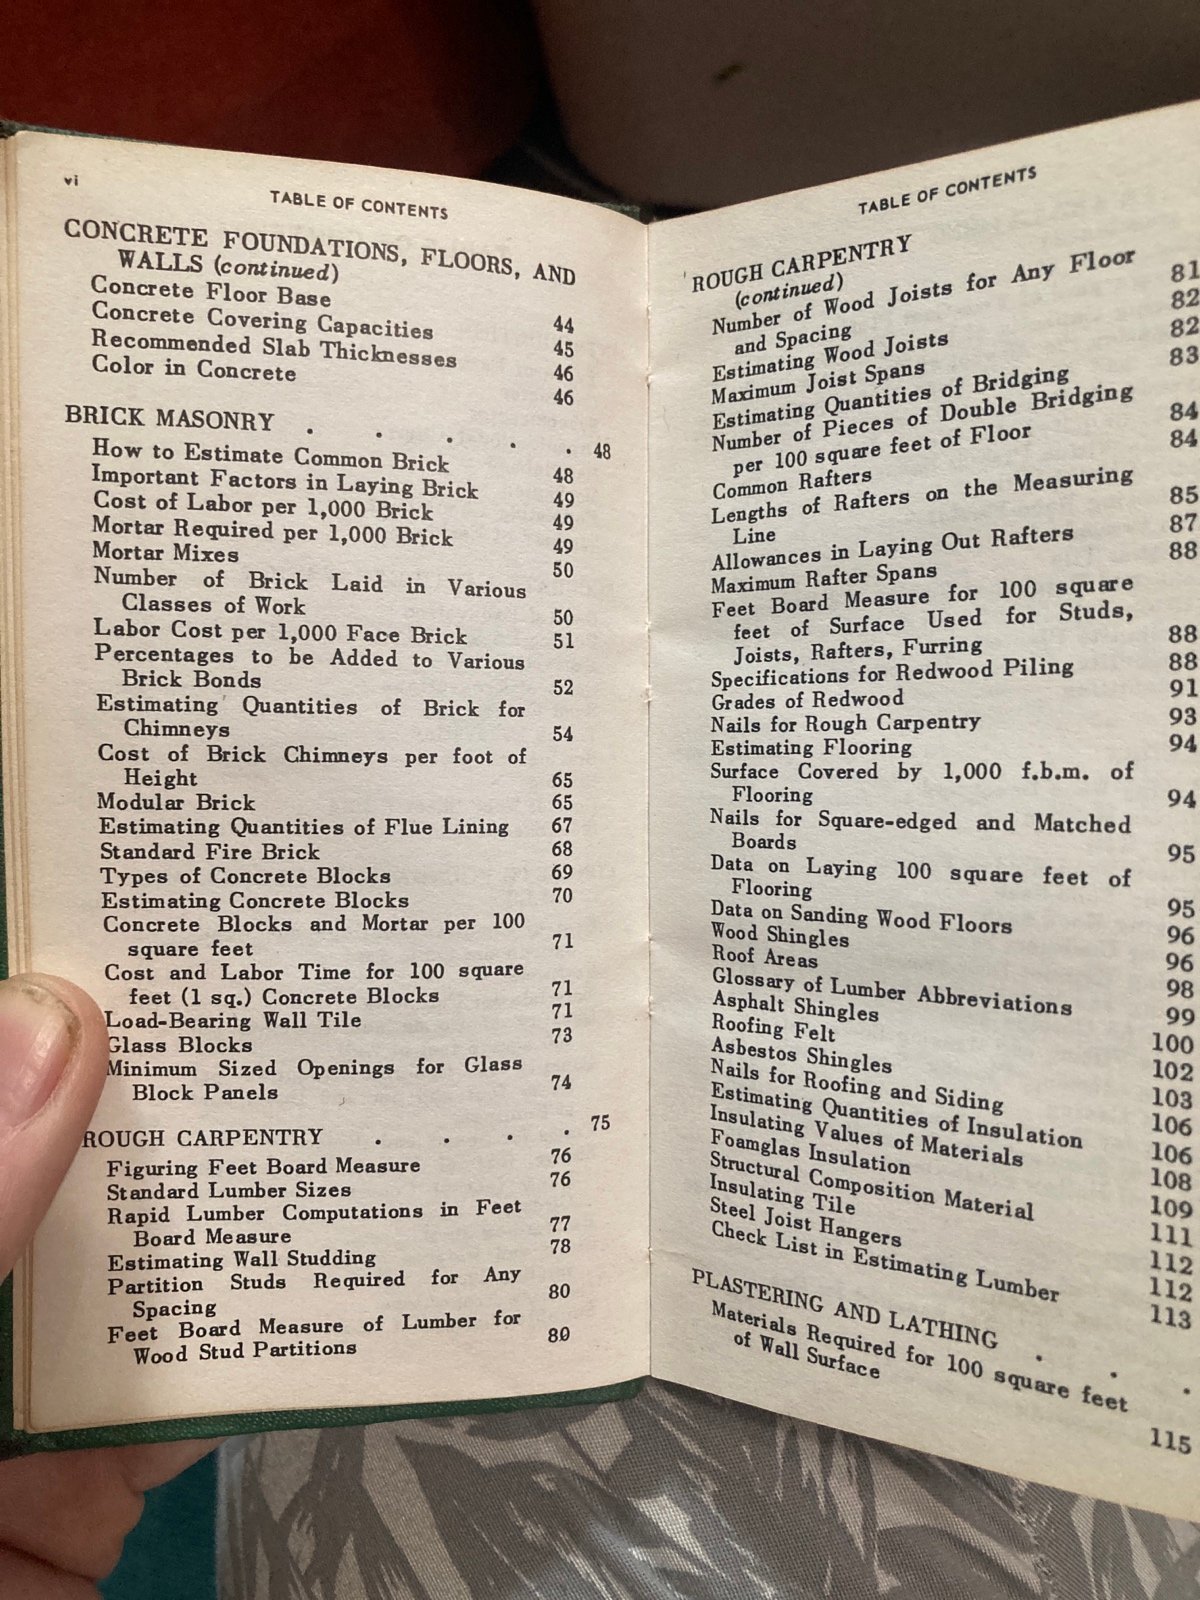 vi
TABLE OF CONTENTS
CONCRETE FOUNDATIONS, FLOORS, AND
WALLS (continued)
Concrete Floor Base 44
Concrete Covering Capacities 45
Recommended Slab Thicknesses 46
Color in Concrete 46
BRICK MASONRY . . . . . 48
How to Estimate Common Brick 48
Important Factors in Laying Brick 49
Cost of Labor per 1,000 Brick 49
Mortar Required per 1,000 Brick 49
Mortar Mixes 50
Number of Brick Laid in Various
Classes of Work 50
Labor Cost per 1,000 Face Brick 51
Percentages to be Added to Various
Brick Bonds 52
Estimating Quantities of Brick for
Chimneys 54
Cost of Brick Chimneys per foot of
Height 65
Modular Brick 65
Estimating Quantities of Flue Lining 67
Standard Fire Brick 68
Types of Concrete Blocks 69
Estimating Concrete Blocks 70
Concrete Blocks and Mortar per 100
square feet 71
Cost and Labor Time for 100 square
feet (1 sq.) Concrete Blocks 71
Load-Bearing Wall Tile 71
Glass Blocks 73
Minimum Sized Openings for Glass
Block Panels 74
ROUGH CARPENTRY . . . . 75
Figuring Feet Board Measure 76
Standard Lumber Sizes 76
Rapid Lumber Computations in Feet
Board Measure 77
Estimating Wall Studding 78
Partition Studs Required for Any
Spacing 80
Feet Board Measure of Lumber for
Wood Stud Partitions 80
TABLE OF CONTENTS
ROUGH CARPENTRY
(continued)
Number of Wood Joists for Any Floor
and Spacing 81
Estimating Wood Joists 82
Maximum Joist Spans 82
Estimating Quantities of Bridging 83
Number of Pieces of Double Bridging
per 100 square feet of Floor 84
Common Rafters 84
Lengths of Rafters on the Measuring
Line 85
Allowances in Laying Out Rafters 87
Maximum Rafter Spans 88
Feet Board Measure for 100 square
feet of Surface Used for Studs,
Joists, Rafters, Furring 88
Specifications for Redwood Piling 88
Grades of Redwood 91
Nails for Rough Carpentry 93
Estimating Flooring 94
Surface Covered by 1,000 f.b.m. of
Flooring 94
Nails for Square-edged and Matched
Boards 95
Data on Laying 100 square feet of
Flooring 95
Data on Sanding Wood Floors 96
Wood Shingles 96
Roof Areas 98
Glossary of Lumber Abbreviations 99
Asphalt Shingles 100
Roofing Felt 102
Asbestos Shingles 103
Nails for Roofing and Siding 106
Estimating Quantities of Insulation 106
Insulating Values of Materials 108
Foamglas Insulation 109
Structural Composition Material 111
Insulating Tile 112
Steel Joist Hangers 112
Check List in Estimating Lumber 113
PLASTERING AND LATHING . . .
Materials Required for 100 square feet
of Wall Surface 115